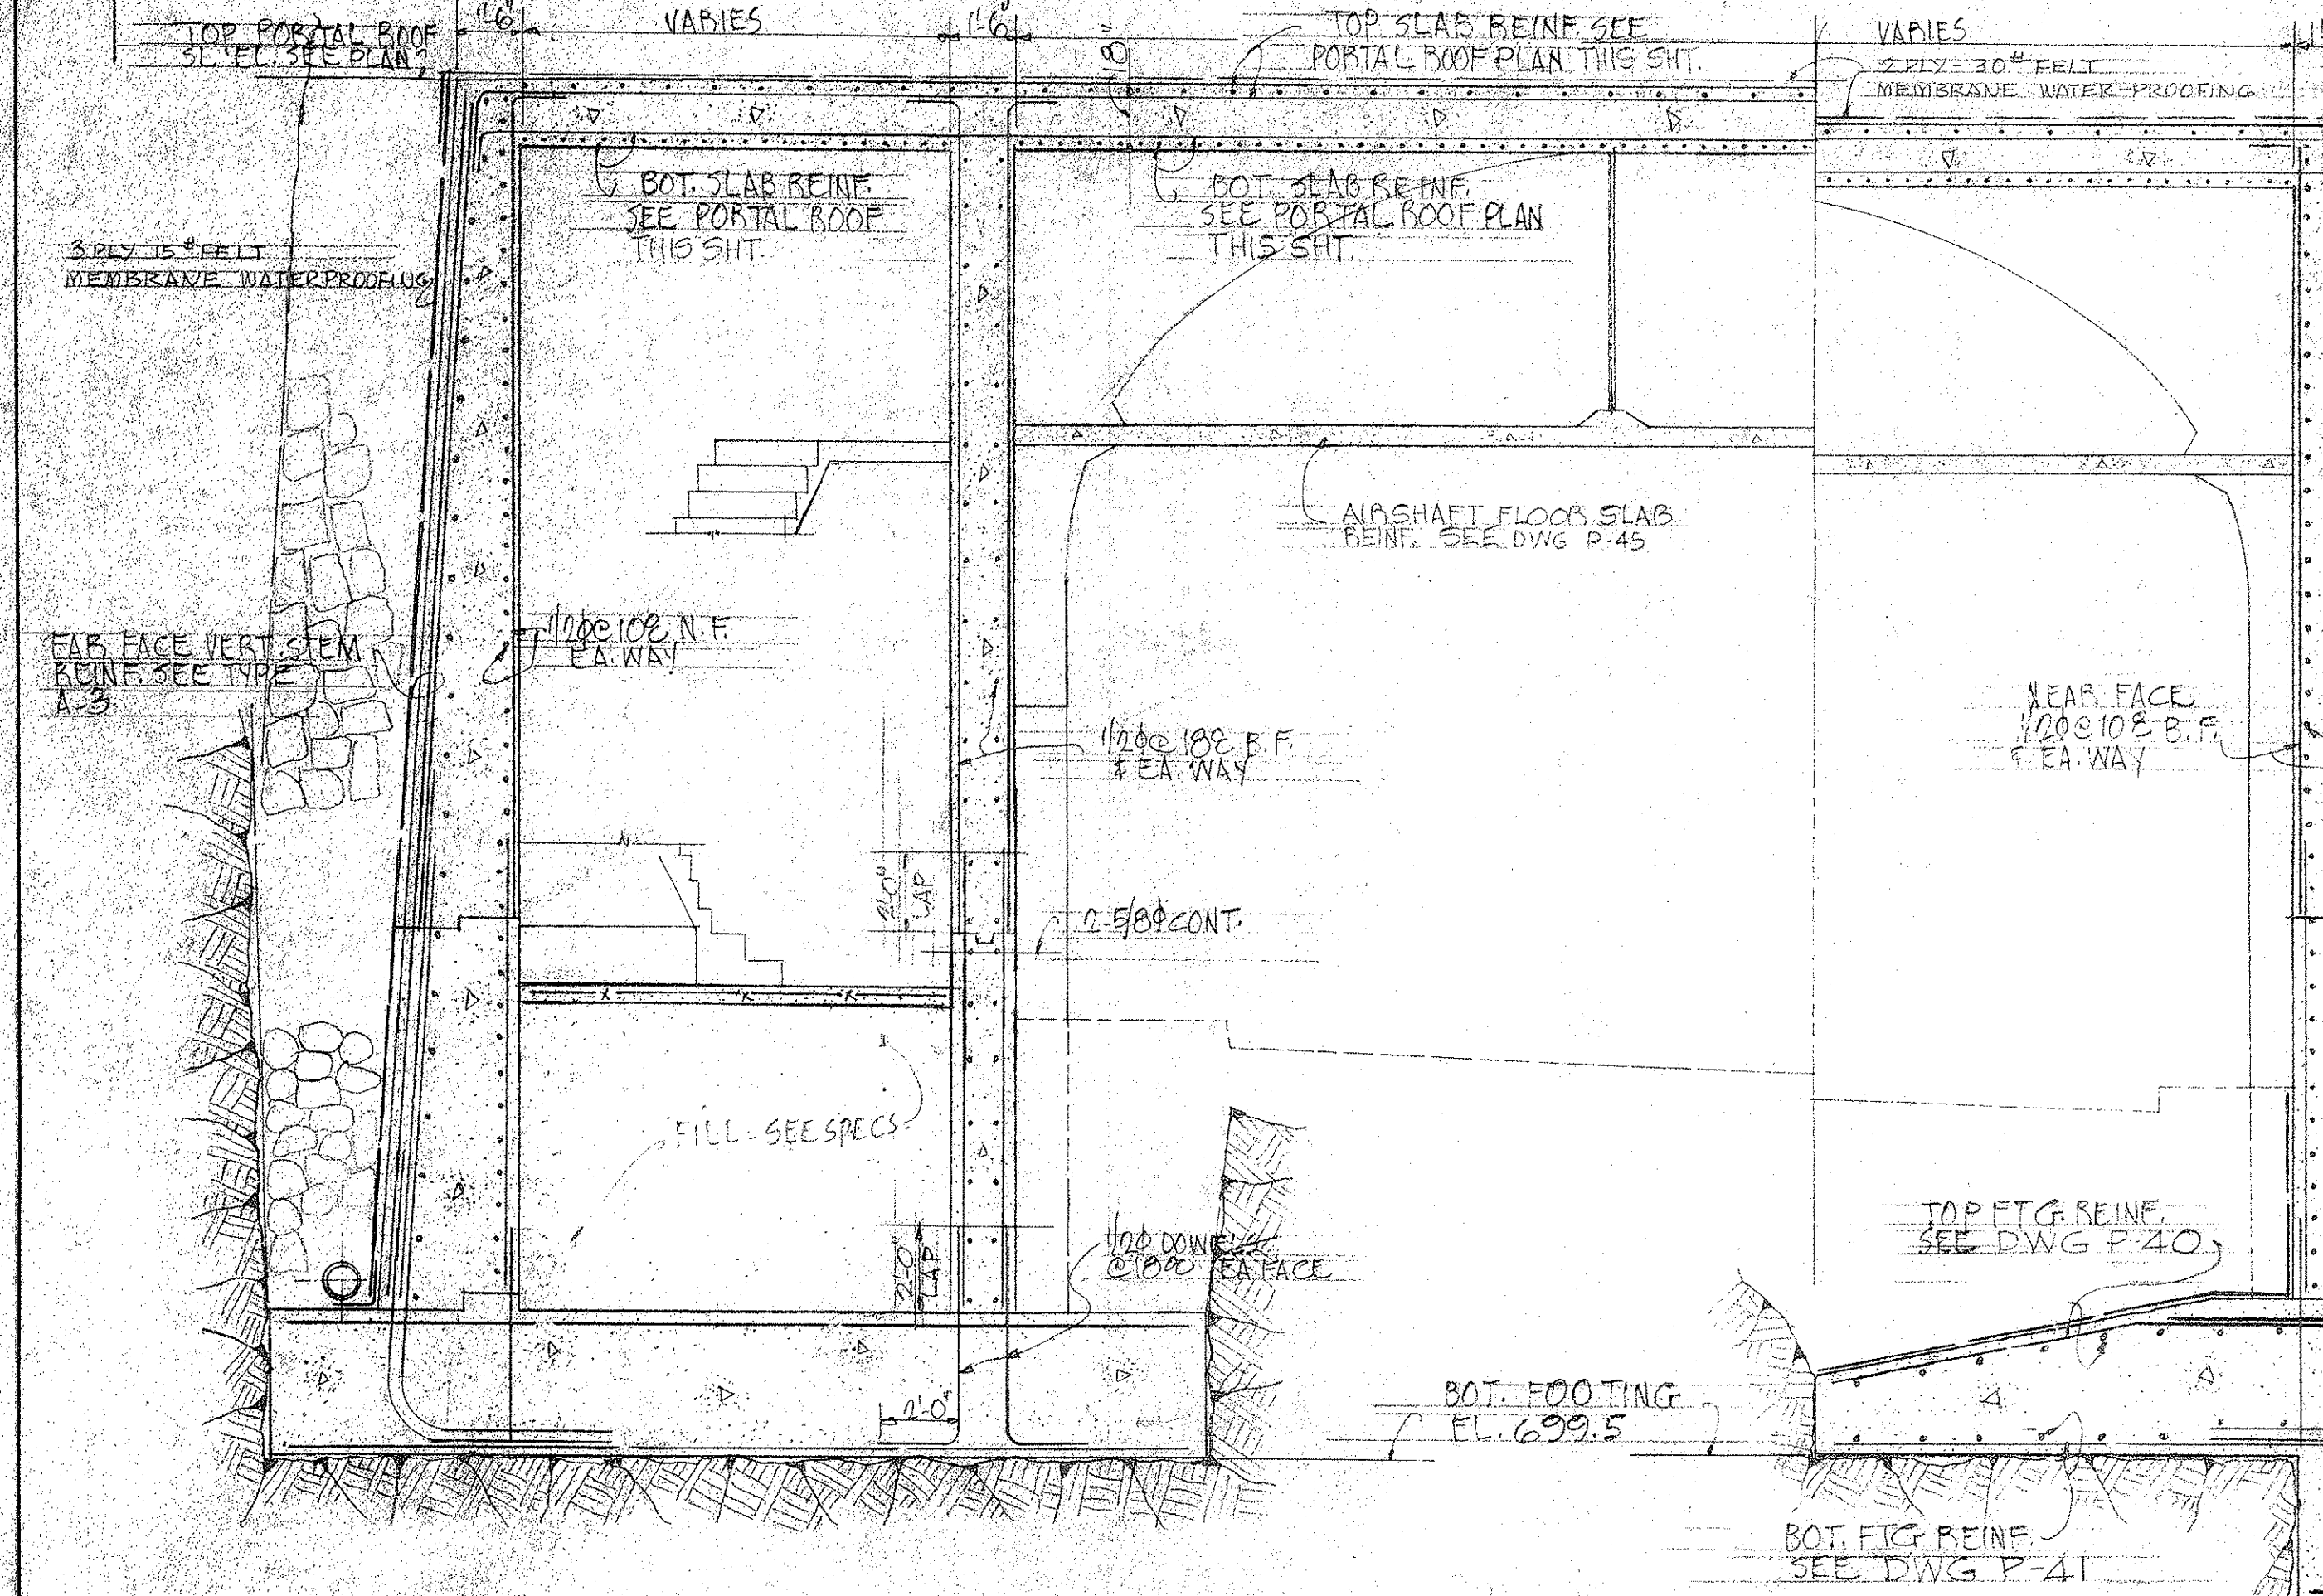 TOP PORTAL ROOF
SL. EL. SEE PLAN
1'-6"
VARIES
1'-6"
1'-8"
TOP SLAB REINF. SEE
PORTAL ROOF PLAN THIS SHT.
VARIES
2 PLY - 30# FELT
MEMBRANE WATER-PROOFING
BOT. SLAB REINF.
SEE PORTAL ROOF
THIS SHT.
BOT. SLAB REINF.
SEE PORTAL ROOF PLAN
THIS SHT.
3 PLY 15# FELT
MEMBRANE WATERPROOFING
AIRSHAFT FLOOR SLAB
REINF. SEE DWG P-45
FAR FACE VERT. STEM
REINF. SEE TYPE
A-3
1/2φ@10⅊ N.F.
EA. WAY
1/2φ@18⅊ B.F.
& EA. WAY
NEAR FACE
1/2φ@10⅊ B.F.
& EA. WAY
2'-0"
LAP
2-5/8φ CONT.
FILL - SEE SPECS
2'-0"
LAP
1/2φ DOWELS
@18⅊ EA FACE
TOP FTG. REINF.
SEE DWG P-40
2'-0"
BOT. FOOTING
EL. 699.5
BOT. FTG REINF.
SEE DWG P-41